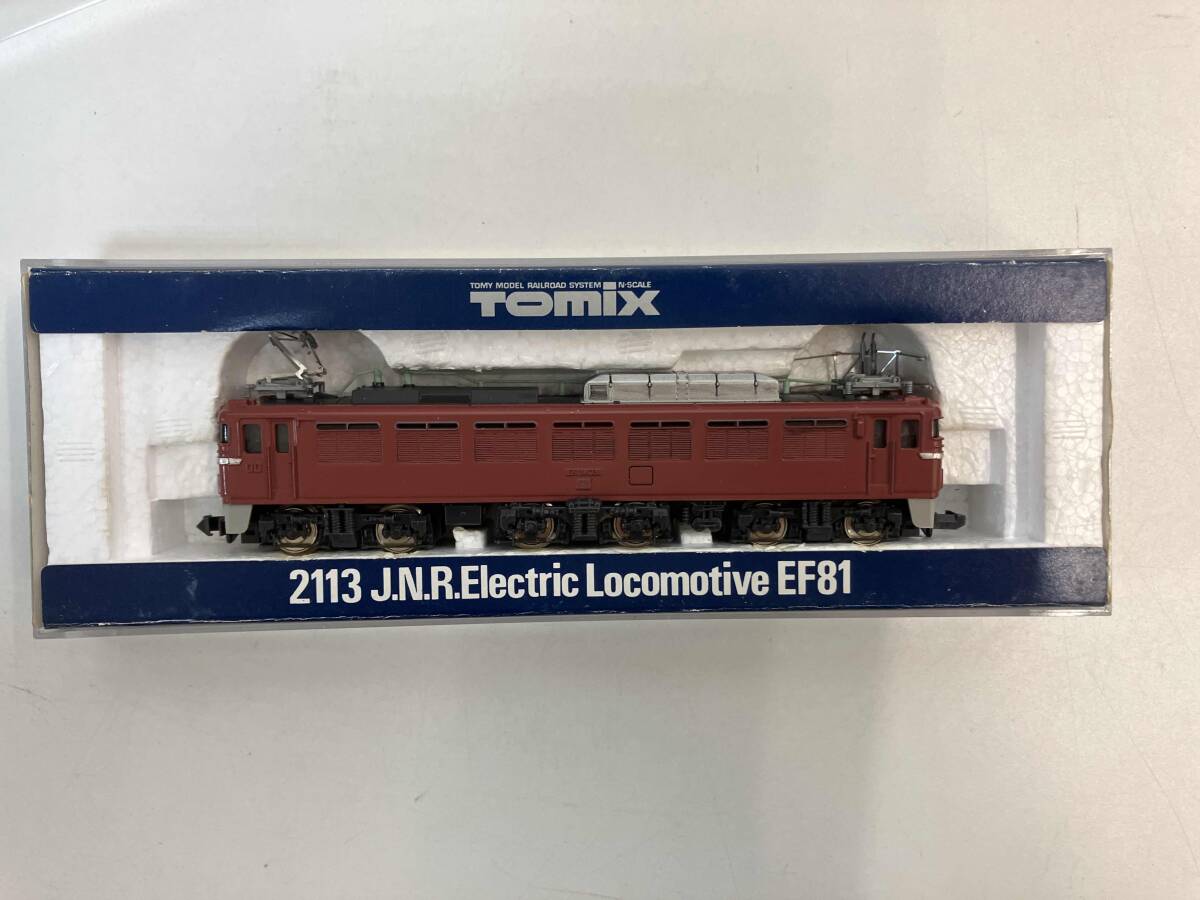 TOMY MODEL RAILROAD SYSTEM N-SCALE
TOMIX
2113 J.N.R.Electric Locomotive EF81